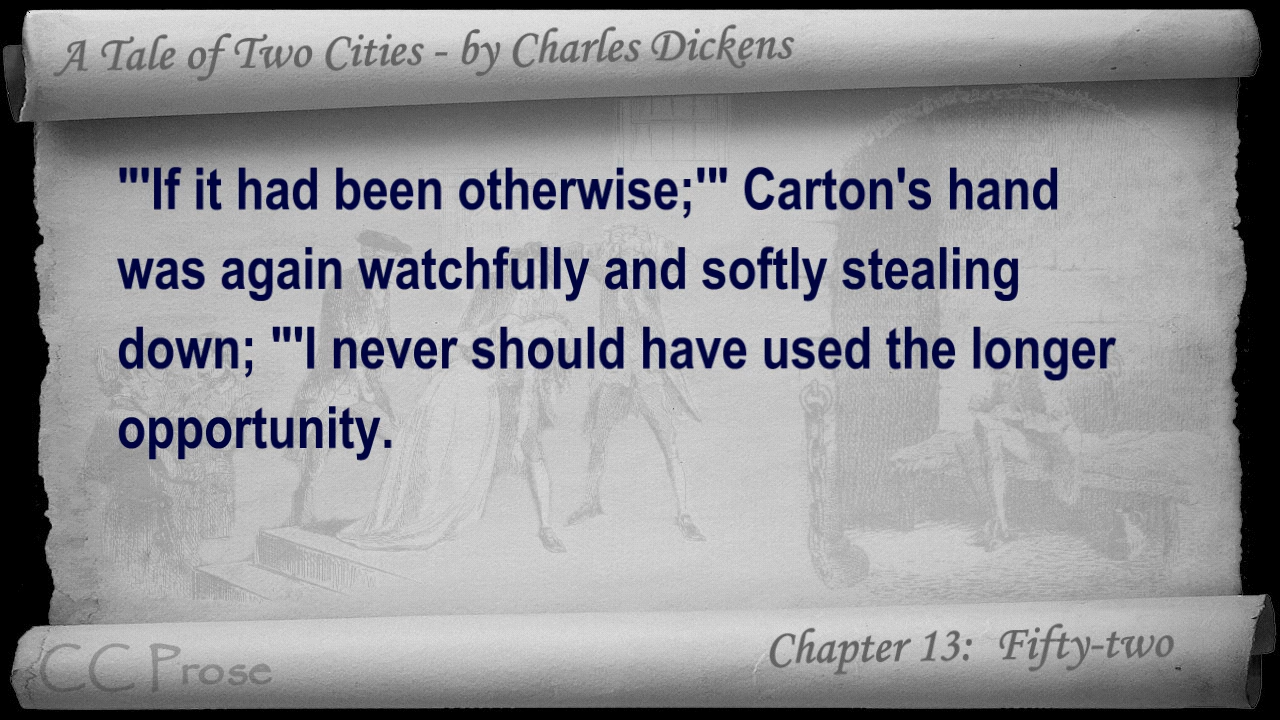 A Tale of Two Cities - by Charles Dickens
"'If it had been otherwise;'" Carton's hand
was again watchfully and softly stealing
down; "'I never should have used the longer
opportunity.
CC Prose
Chapter 13: Fifty-two